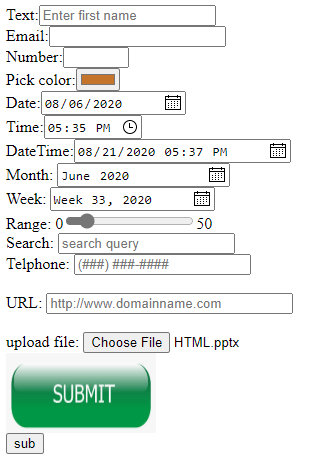 Text: Enter first name
Email:
Number:
Pick color:
Date: 08/06/2020
Time: 05:35 PM
DateTime: 08/21/2020 05:37 PM
Month: June 2020
Week: Week 33, 2020
Range: 0 50
Search: search query
Telphone: (###) ###-####
URL: http://www.domainname.com
upload file: Choose File HTML.pptx
SUBMIT
sub